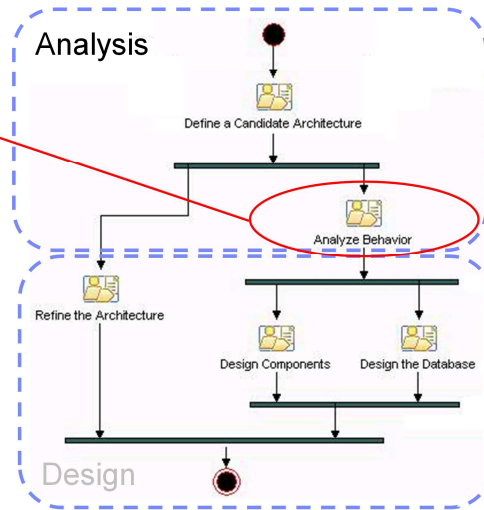 Analysis
Define a Candidate Architecture
Analyze Behavior
Refine the Architecture
Design Components
Design the Database
Design